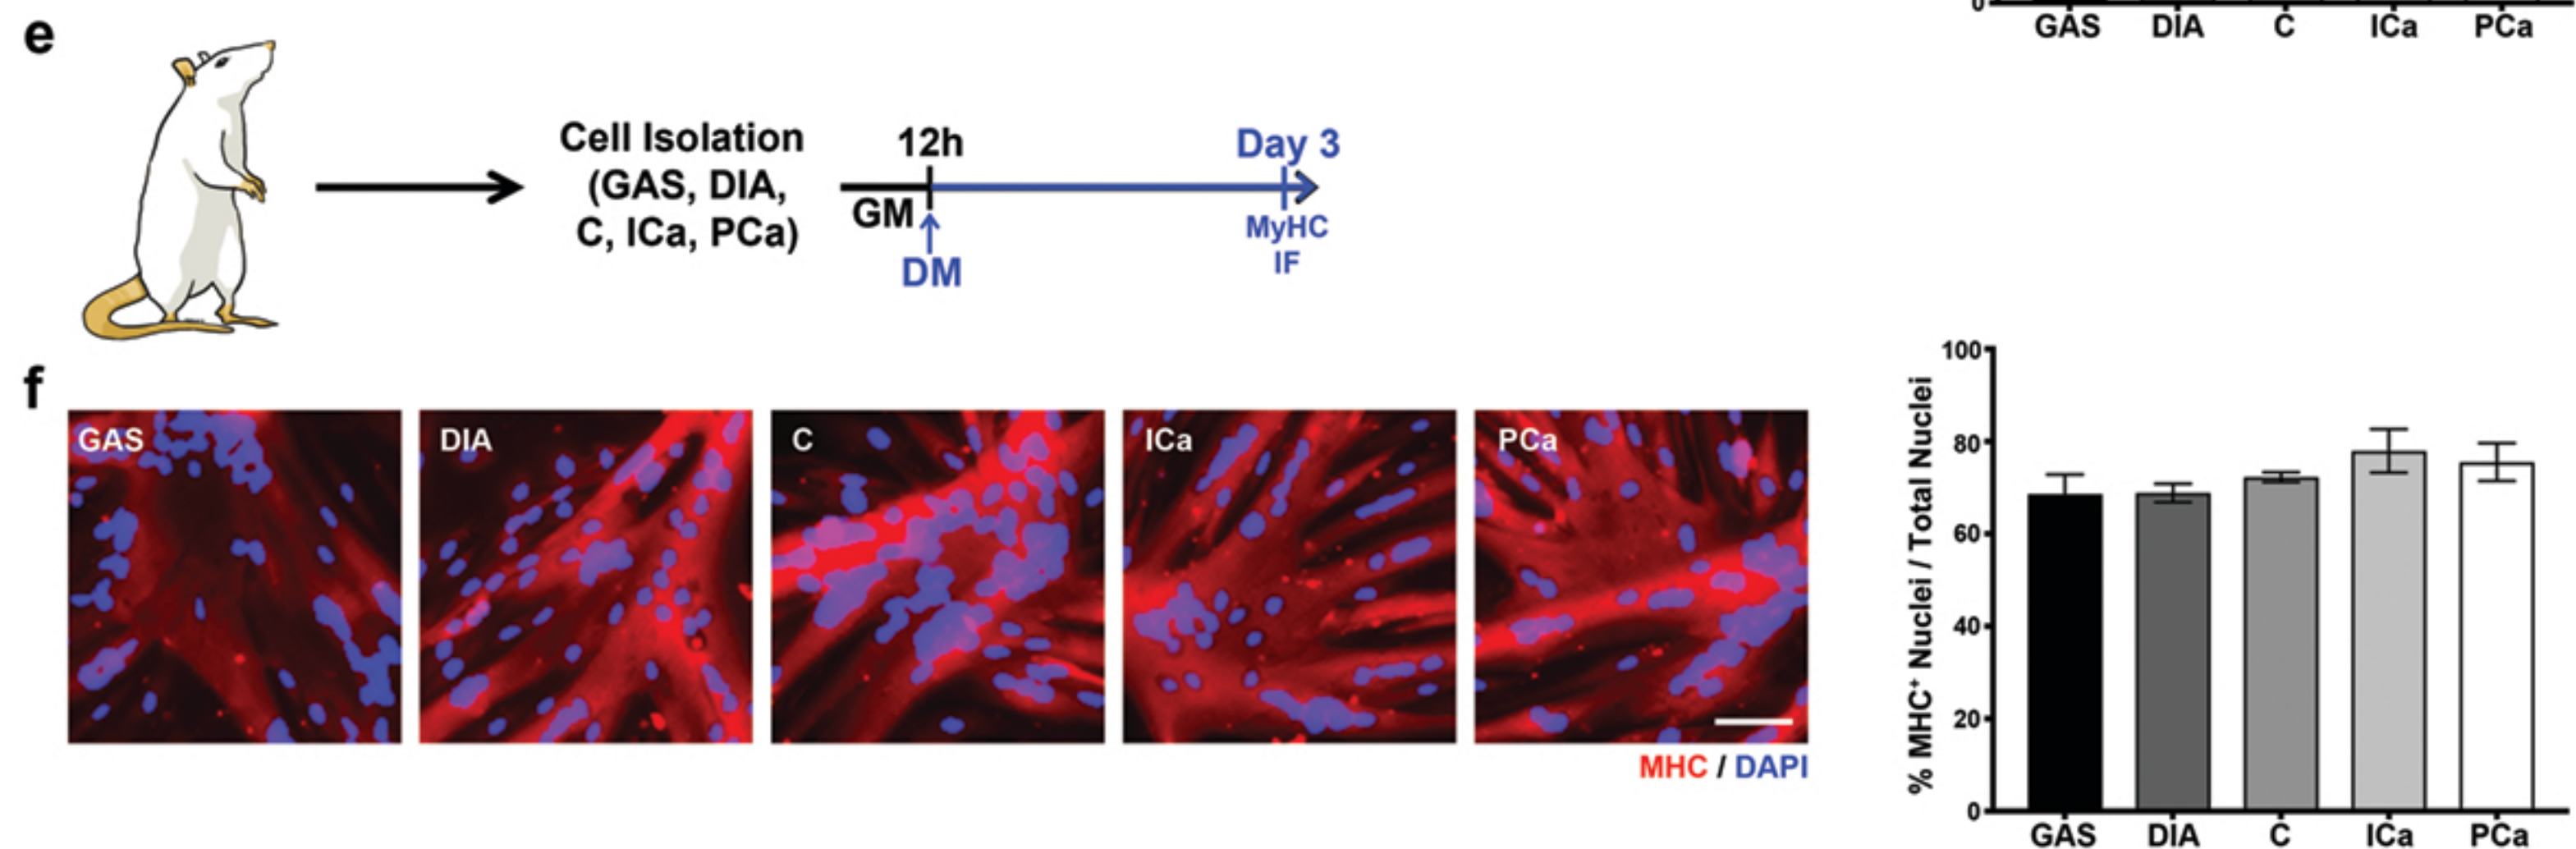 e
0
GAS DIA C ICa PCa
Cell Isolation
(GAS, DIA,
C, ICa, PCa)
12h
GM
DM
Day 3
MyHC
IF
f
GAS
DIA
C
ICa
PCa
MHC / DAPI
% MHC+ Nuclei / Total Nuclei
100
80
60
40
20
0
GAS DIA C ICa PCa